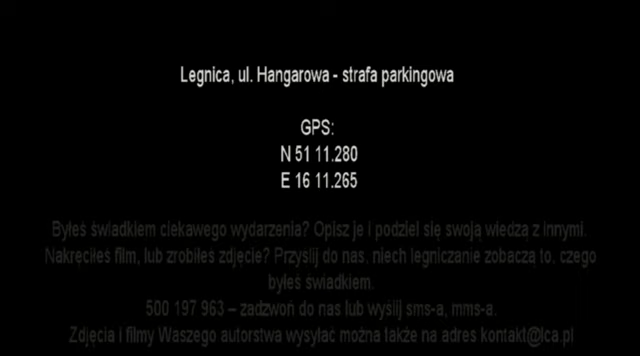 Legnica, ul. Hangarowa - strafa parkingowa
GPS:
N 51 11.280
E 16 11.265
Byłeś świadkiem ciekawego wydarzenia? Opisz je i podziel się swoją wiedzą z innymi.
Nakręciłeś film, lub zrobiłeś zdjęcie? Przyslij do nas, niech legniczanie zobaczą to, czego
byłeś świadkiem.
500 197 963 – zadzwoń do nas lub wyślij sms-a, mms-a.
Zdjęcia i filmy Waszego autorstwa wysyłać można także na adres kontakt@lca.pl